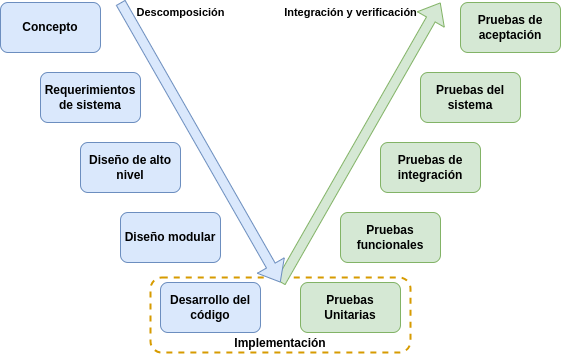 Concepto
Descomposición
Integración y verificación
Pruebas de
aceptación
Requerimientos
de sistema
Pruebas del
sistema
Diseño de alto
nivel
Pruebas de
integración
Diseño modular
Pruebas
funcionales
Desarrollo del
código
Pruebas
Unitarias
Implementación